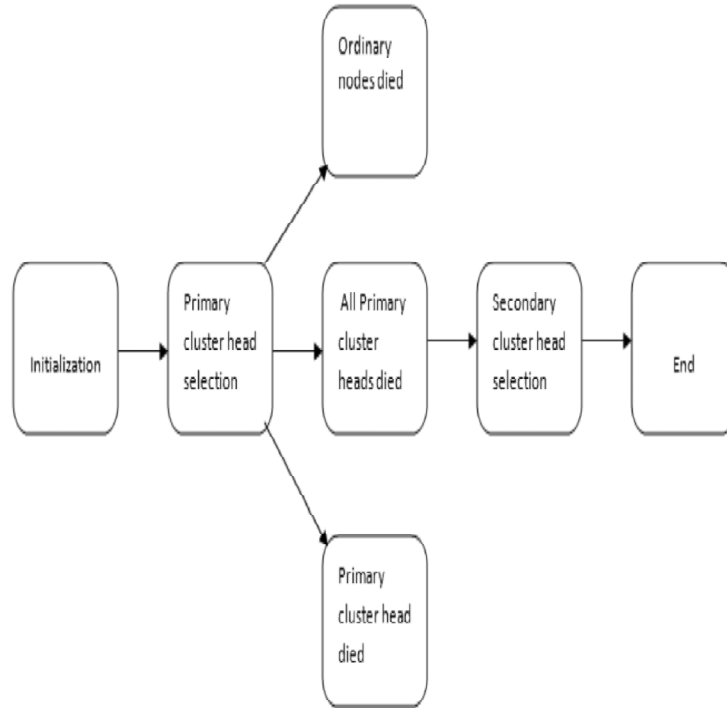 Ordinary
nodes died
Initialization
Primary
cluster head
selection
All Primary
cluster
heads died
Secondary
cluster head
selection
End
Primary
cluster head
died